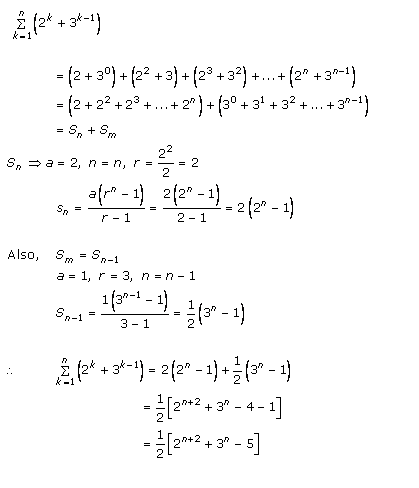 n∑k=1 (2^k + 3^(k−1))
= (2 + 3^0) + (2^2 + 3) + (2^3 + 3^2) + ... + (2^n + 3^(n−1))
= (2 + 2^2 + 2^3 + ... + 2^n) + (3^0 + 3^1 + 3^2 + ... + 3^(n−1))
= S_n + S_m
S_n ⇒ a = 2, n = n, r = 2^2/2 = 2
s_n = a(r^n − 1)/(r − 1) = 2(2^n − 1)/(2 − 1) = 2(2^n − 1)
Also, S_m = S_(n−1)
a = 1, r = 3, n = n − 1
S_(n−1) = 1(3^(n−1) − 1)/(3 − 1) = 1/2(3^n − 1)
∴ n∑k=1 (2^k + 3^(k−1)) = 2(2^n − 1) + 1/2(3^n − 1)
= 1/2[2^(n+2) + 3^n − 4 − 1]
= 1/2[2^(n+2) + 3^n − 5]